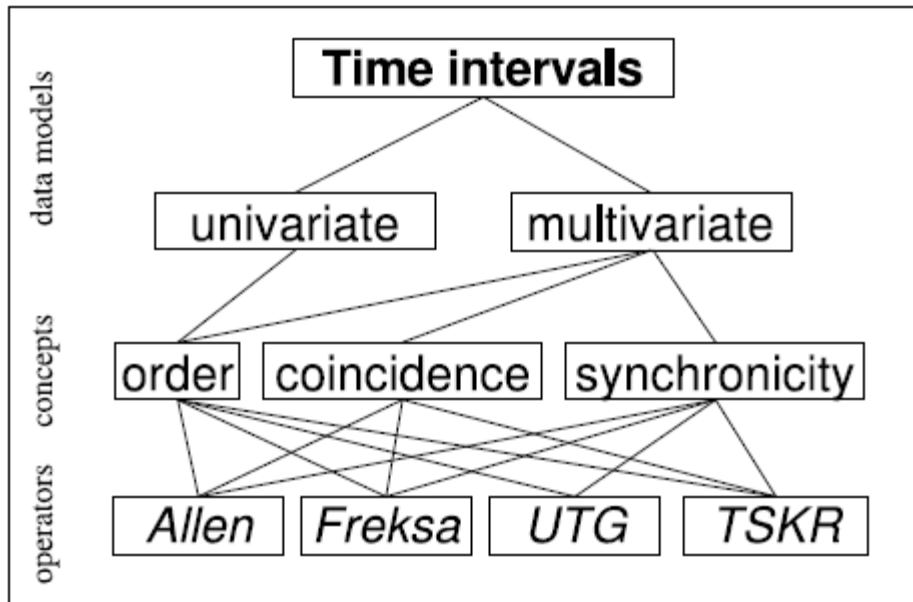 Time intervals
data models
univariate
multivariate
concepts
order
coincidence
synchronicity
operators
Allen
Freksa
UTG
TSKR